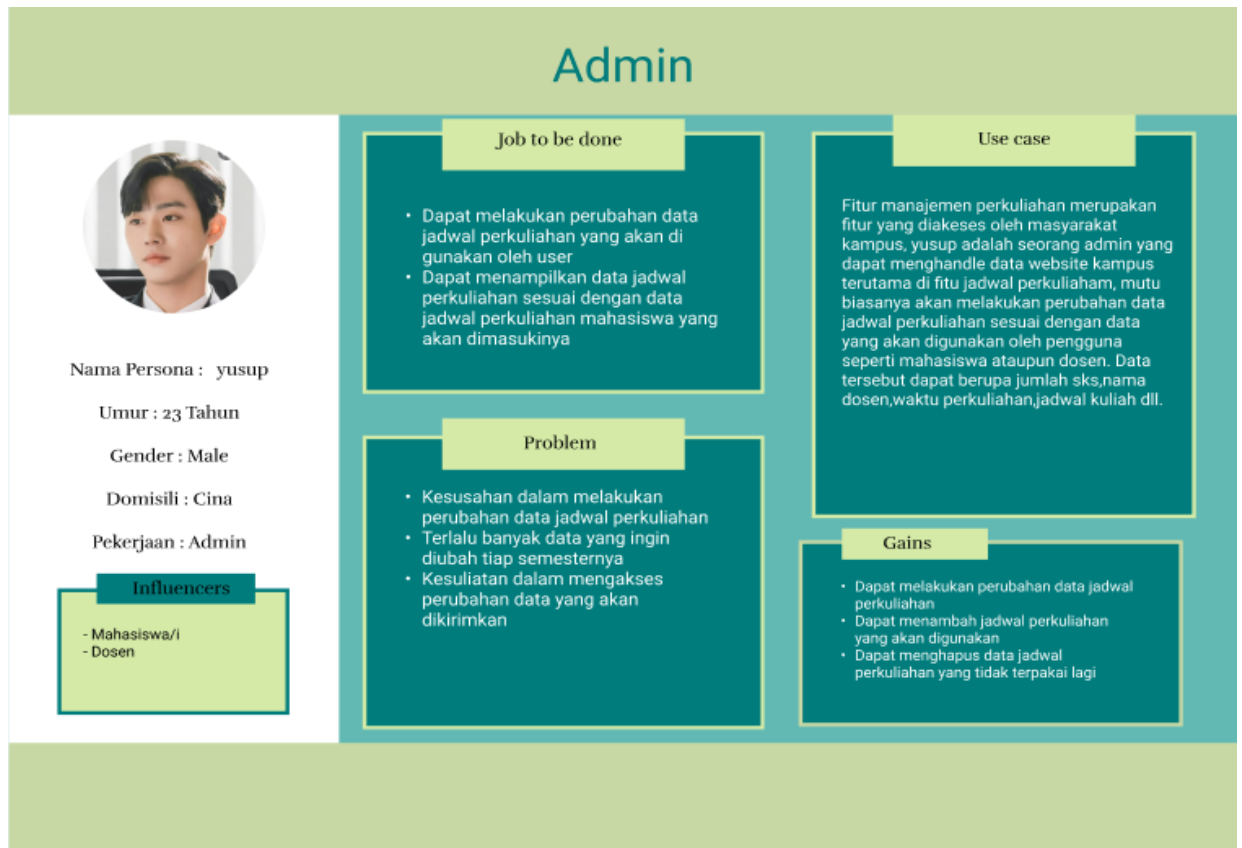 Admin
Nama Persona : yusup
Umur : 23 Tahun
Gender : Male
Domisili : Cina
Pekerjaan : Admin
Influencers
- Mahasiswa/i
- Dosen
Job to be done
• Dapat melakukan perubahan data
jadwal perkuliahan yang akan di
gunakan oleh user
• Dapat menampilkan data jadwal
perkuliahan sesuai dengan data
jadwal perkuliahan mahasiswa yang
akan dimasukinya
Problem
• Kesusahan dalam melakukan
perubahan data jadwal perkuliahan
• Terlalu banyak data yang ingin
diubah tiap semesternya
• Kesuliatan dalam mengakses
perubahan data yang akan
dikirimkan
Use case
Fitur manajemen perkuliahan merupakan
fitur yang diakeses oleh masyarakat
kampus, yusup adalah seorang admin yang
dapat menghandle data website kampus
terutama di fitu jadwal perkuliaham, mutu
biasanya akan melakukan perubahan data
jadwal perkuliahan sesuai dengan data
yang akan digunakan oleh pengguna
seperti mahasiswa ataupun dosen. Data
tersebut dapat berupa jumlah sks,nama
dosen,waktu perkuliahan,jadwal kuliah dll.
Gains
• Dapat melakukan perubahan data jadwal
perkuliahan
• Dapat menambah jadwal perkuliahan
yang akan digunakan
• Dapat menghapus data jadwal
perkuliahan yang tidak terpakai lagi